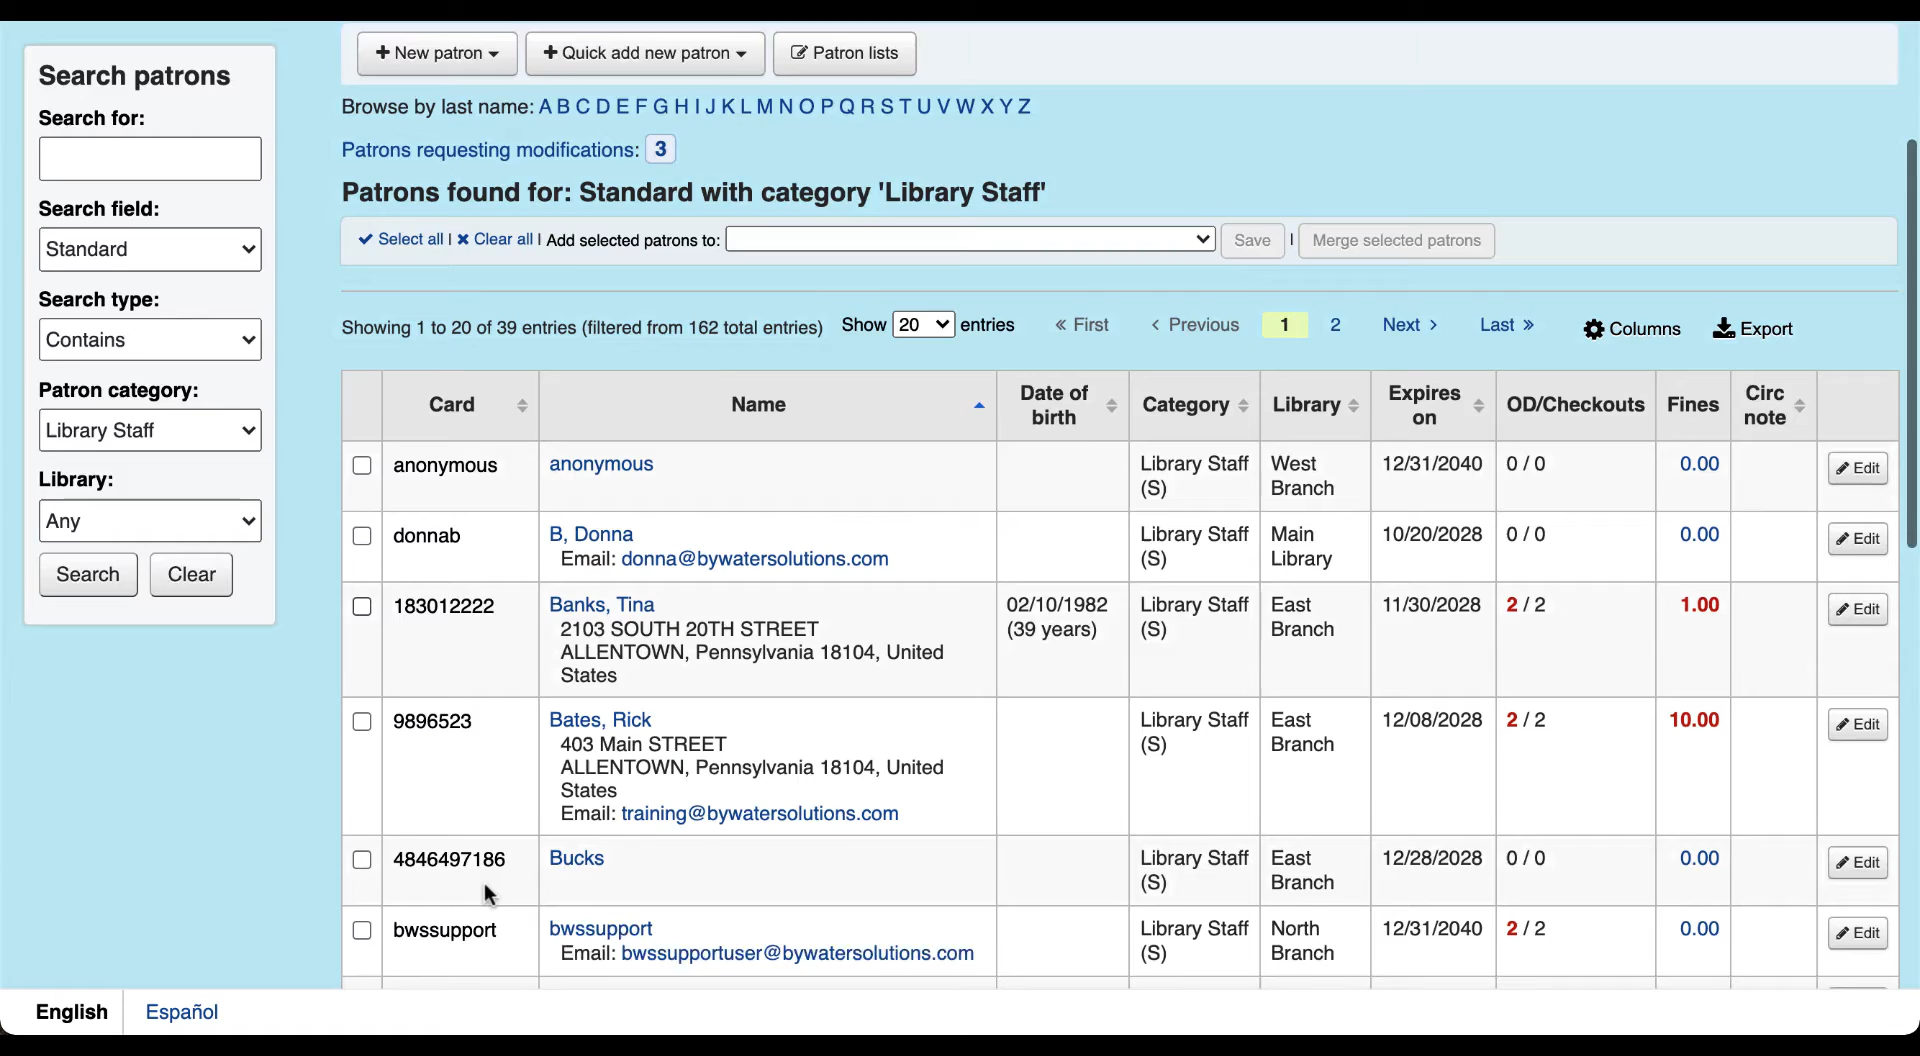 Search patrons
Search for:
Search field:
Standard
Search type:
Contains
Patron category:
Library Staff
Library:
Any
Search Clear
New patron Quick add new patron Patron lists
Browse by last name: A B C D E F G H I J K L M N O P Q R S T U V W X Y Z
Patrons requesting modifications: 3
Patrons found for: Standard with category 'Library Staff'
Select all | Clear all | Add selected patrons to: Save | Merge selected patrons
Showing 1 to 20 of 39 entries (filtered from 162 total entries) Show 20 entries « First ‹ Previous 1 2 Next › Last » Columns Export
Card Name Date of birth Category Library Expires on OD/Checkouts Fines Circ note
anonymous anonymous Library Staff West 12/31/2040 0 / 0 0.00 Edit
(S) Branch
donnab B, Donna Library Staff Main 10/20/2028 0 / 0 0.00 Edit
Email: donna@bywatersolutions.com (S) Library
183012222 Banks, Tina 02/10/1982 Library Staff East 11/30/2028 2 / 2 1.00 Edit
2103 SOUTH 20TH STREET (39 years) (S) Branch
ALLENTOWN, Pennsylvania 18104, United
States
9896523 Bates, Rick Library Staff East 12/08/2028 2 / 2 10.00 Edit
403 Main STREET (S) Branch
ALLENTOWN, Pennsylvania 18104, United
States
Email: training@bywatersolutions.com
4846497186 Bucks Library Staff East 12/28/2028 0 / 0 0.00 Edit
(S) Branch
bwssupport bwssupport Library Staff North 12/31/2040 2 / 2 0.00 Edit
Email: bwssupportuser@bywatersolutions.com (S) Branch
English Español